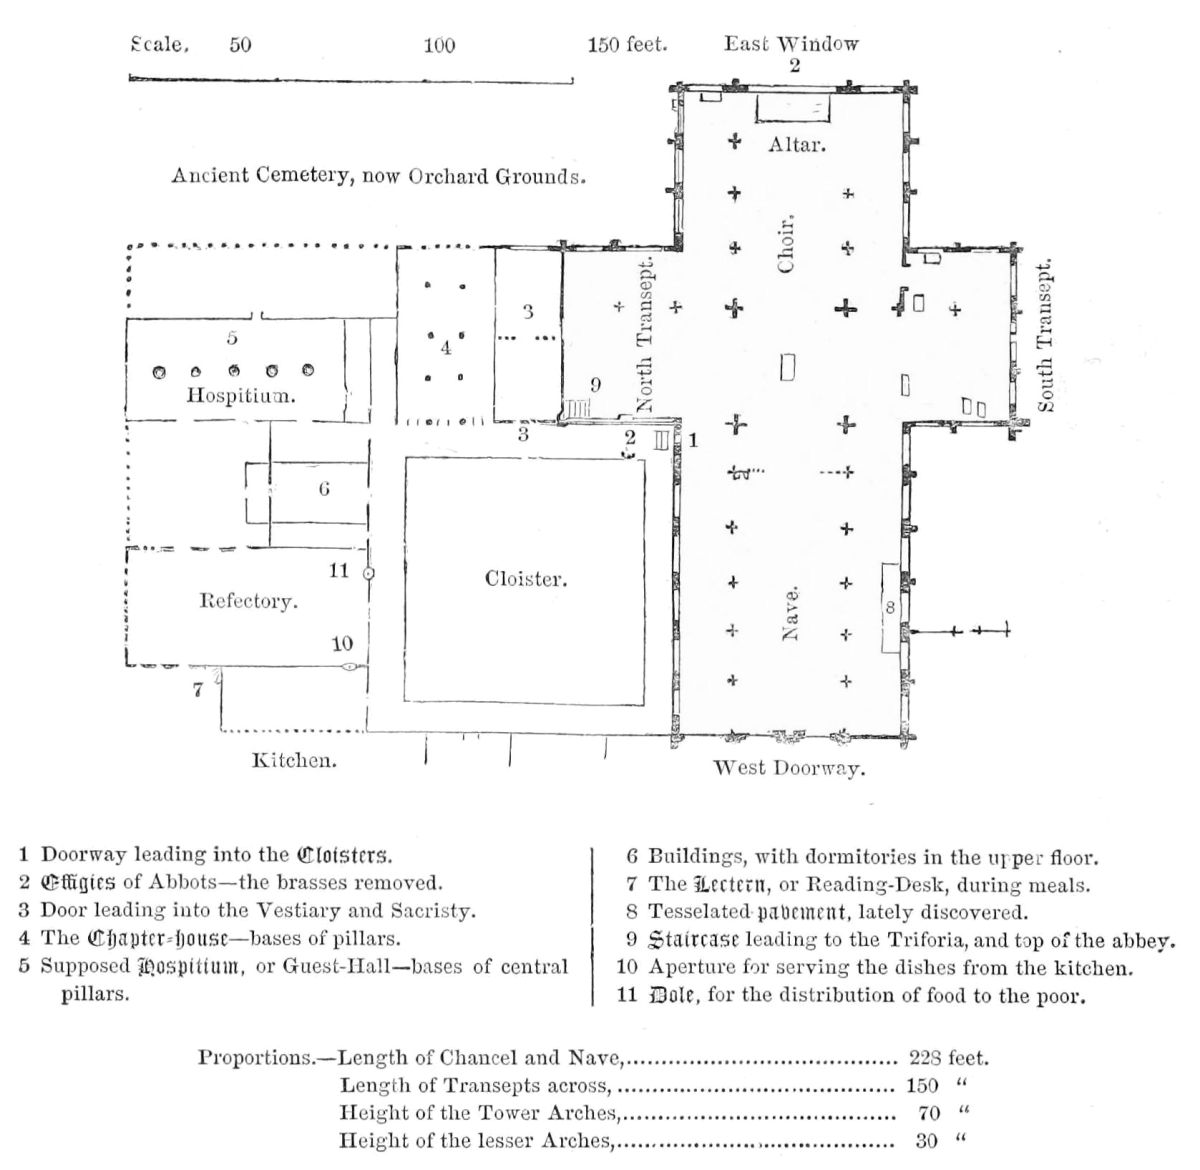 Scale. 50 100 150 feet. East Window
2
Altar.
Ancient Cemetery, now Orchard Grounds.
Choir.
North Transept.
South Transept.
3
5
4
Hospitium.
9
3
2
1
6
11
Cloister.
Refectory.
Nave.
8
10
7
Kitchen.
West Doorway.
1 Doorway leading into the Cloisters.
2 Effigies of Abbots—the brasses removed.
3 Door leading into the Vestiary and Sacristy.
4 The Chapter-house—bases of pillars.
5 Supposed Hospitium, or Guest-Hall—bases of central
pillars.
6 Buildings, with dormitories in the upper floor.
7 The Lectern, or Reading-Desk, during meals.
8 Tesselated pavement, lately discovered.
9 Staircase leading to the Triforia, and top of the abbey.
10 Aperture for serving the dishes from the kitchen.
11 Dole, for the distribution of food to the poor.
Proportions.—Length of Chancel and Nave,........................................ 228 feet.
Length of Transepts across, ........................................ 150 “
Height of the Tower Arches,........................................ 70 “
Height of the lesser Arches,........................................ 30 “